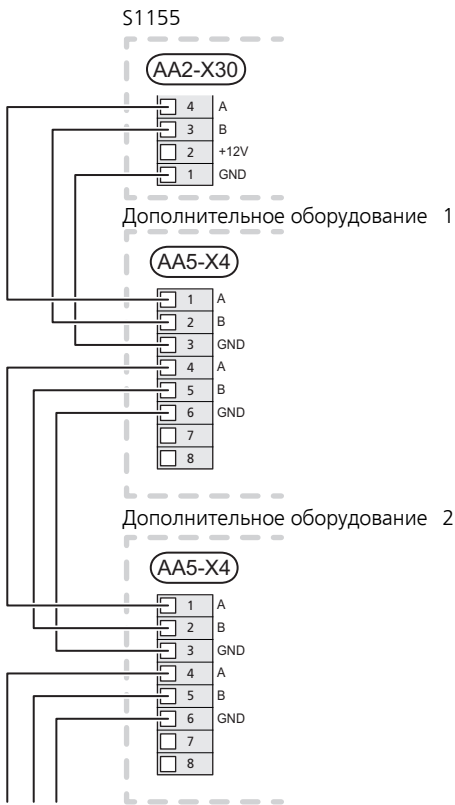 S1155
AA2-X30
4 A
3 B
2 +12V
1 GND
Дополнительное оборудование 1
AA5-X4
1 A
2 B
3 GND
4 A
5 B
6 GND
7
8
Дополнительное оборудование 2
AA5-X4
1 A
2 B
3 GND
4 A
5 B
6 GND
7
8